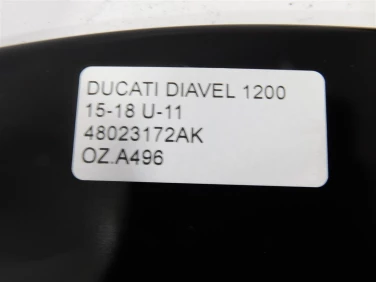 DUCATI DIAVEL 1200
15-18 U-11
48023172AK
OZ.A496